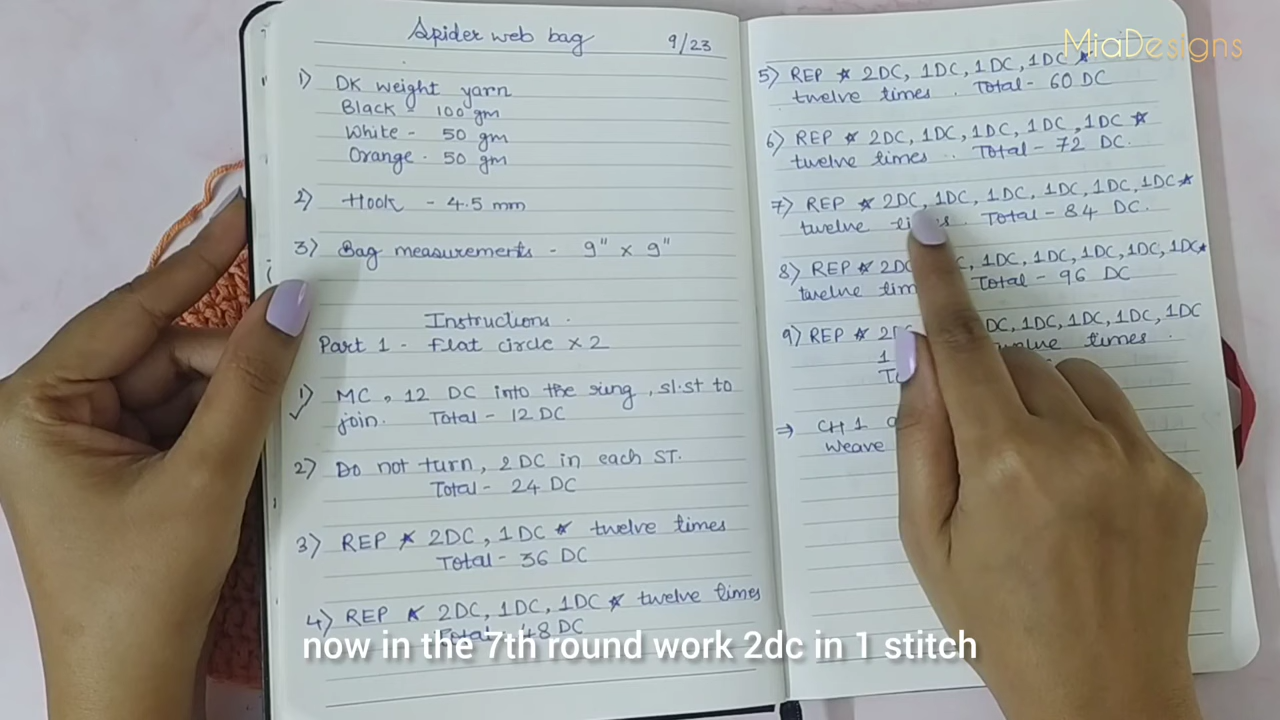 Spider web bag 9/23
1) DK weight yarn
Black - 100 gm
White - 50 gm
Orange - 50 gm
2) Hook - 4.5 mm
3) Bag measurements - 9" x 9"
Instructions.
Part 1 - Flat circle x 2
1) MC, 12 DC into the ring, sl.st to
join. Total - 12 DC
2) Do not turn, 2 DC in each ST.
Total - 24 DC
3) REP * 2DC, 1DC * twelve times
Total - 36 DC
4) REP * 2DC, 1DC, 1DC * twelve times
48 DC
MiaDesigns
5) REP * 2DC, 1DC, 1DC, 1DC *
twelve times. Total - 60 DC
6) REP * 2DC, 1DC, 1DC, 1DC, 1DC *
twelve times. Total - 72 DC.
7) REP * 2DC, 1DC, 1DC, 1DC, 1DC, 1DC *
twelve Total - 84 DC.
8) REP * 1DC, 1DC, 1DC, 1DC, 1DC *
twelve Total - 96 DC
9) REP * 1DC, 1DC, 1DC, 1DC
times.
⇒ CH 1
Weave
now in the 7th round work 2dc in 1 stitch